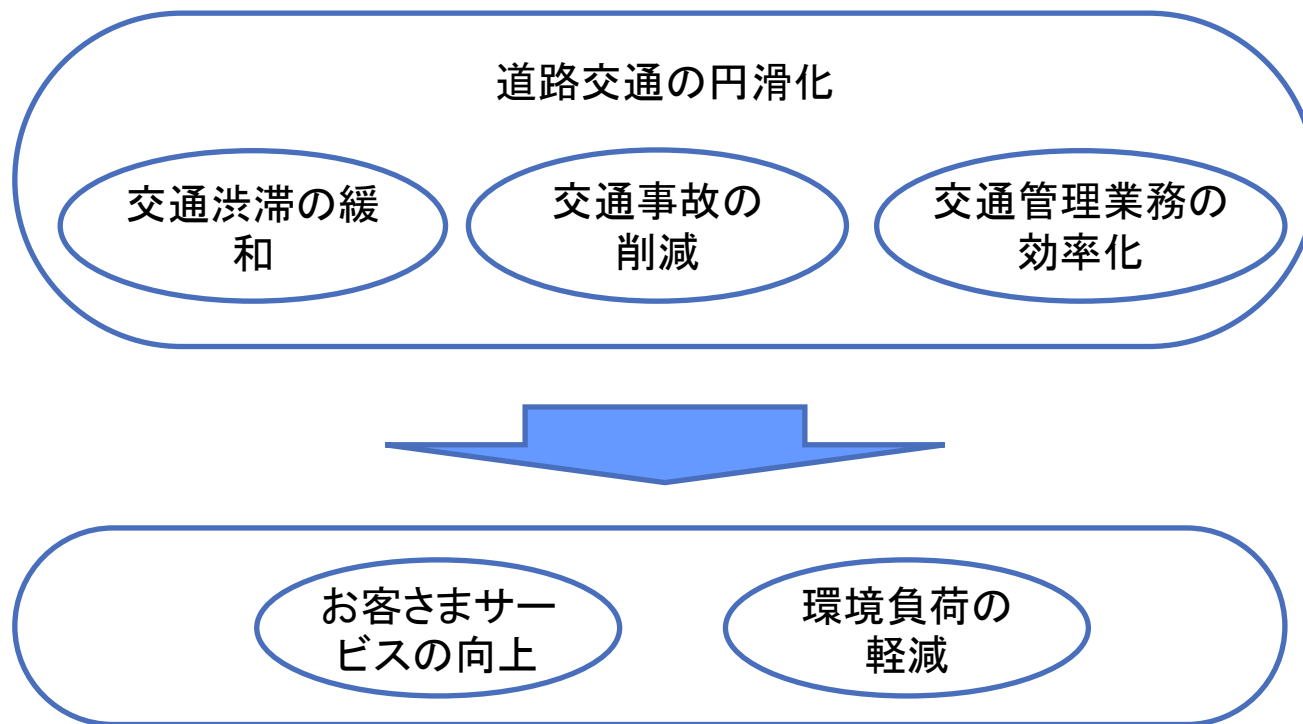 道路交通の円滑化
交通渋滞の緩
和
交通事故の
削減
交通管理業務の
効率化
お客さまサー
ビスの向上
環境負荷の
軽減